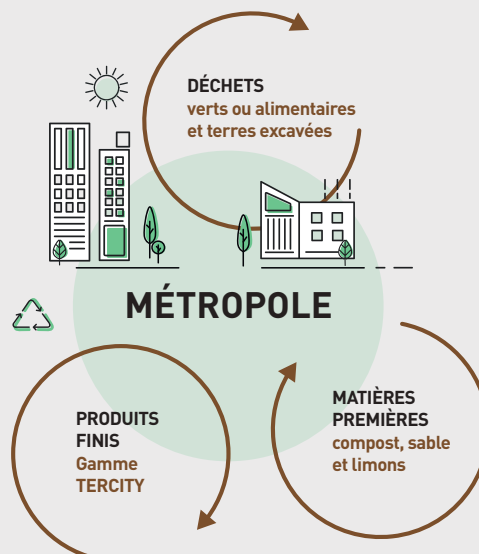 DÉCHETS
verts ou alimentaires
et terres excavées
MÉTROPOLE
PRODUITS
FINIS
Gamme
TERCITY
MATIÈRES
PREMIÈRES
compost, sable
et limons